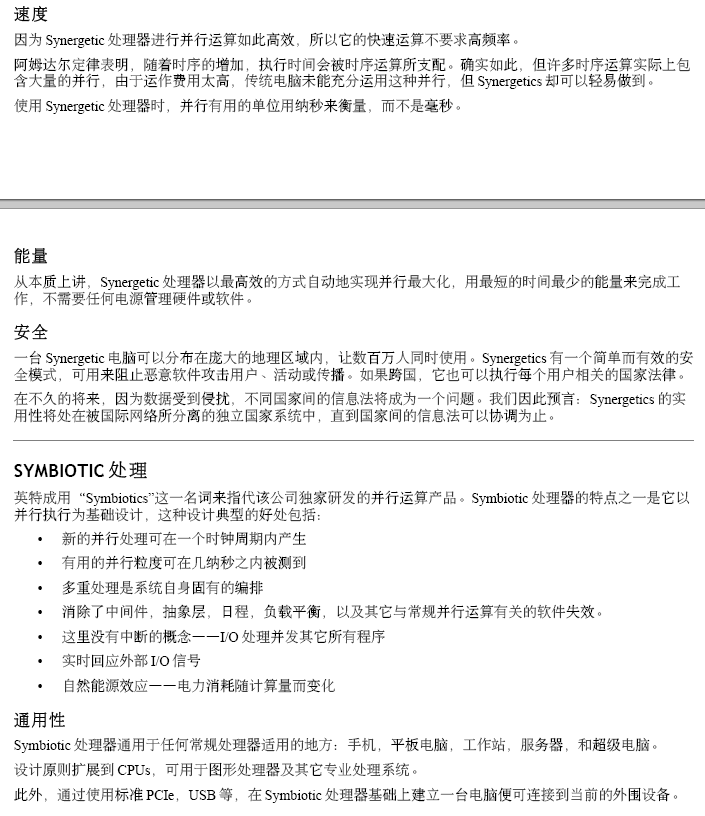 速度
因为 Synergetic 处理器进行并行运算如此高效，所以它的快速运算不要求高频率。
阿姆达尔定律表明，随着时序的增加，执行时间会被时序运算所支配。确实如此，但许多时序运算实际上包
含大量的并行，由于运作费用太高，传统电脑未能充分运用这种并行，但 Synergetics 却可以轻易做到。
使用 Synergetic 处理器时，并行有用的单位用纳秒来衡量，而不是毫秒。
能量
从本质上讲，Synergetic 处理器以最高效的方式自动地实现并行最大化，用最短的时间最少的能量来完成工
作，不需要任何电源管理硬件或软件。
安全
一台 Synergetic 电脑可以分布在庞大的地理区域内，让数百万人同时使用。Synergetics 有一个简单而有效的安
全模式，可用来阻止恶意软件攻击用户、活动或传播。如果跨国，它也可以执行每个用户相关的国家法律。
在不久的将来，因为数据受到侵扰，不同国家间的信息法将成为一个问题。我们因此预言：Synergetics 的实
用性将处在被国际网络所分离的独立国家系统中，直到国家间的信息法可以协调为止。
SYMBIOTIC 处理
英特成用“Symbiotics”这一名词来指代该公司独家研发的并行运算产品。Symbiotic 处理器的特点之一是它以
并行执行为基础设计，这种设计典型的好处包括：
• 新的并行处理可在一个时钟周期内产生
• 有用的并行粒度可在几纳秒之内被测到
• 多重处理是系统自身固有的编排
• 消除了中间件，抽象层，日程，负载平衡，以及其它与常规并行运算有关的软件失效。
• 这里没有中断的概念——I/O 处理并发其它所有程序
• 实时回应外部 I/O 信号
• 自然能源效应——电力消耗随计算量而变化
通用性
Symbiotic 处理器通用于任何常规处理器适用的地方：手机，平板电脑，工作站，服务器，和超级电脑。
设计原则扩展到 CPUs，可用于图形处理器及其它专业处理系统。
此外，通过使用标准 PCIe，USB 等，在 Symbiotic 处理器基础上建立一台电脑便可连接到当前的外围设备。